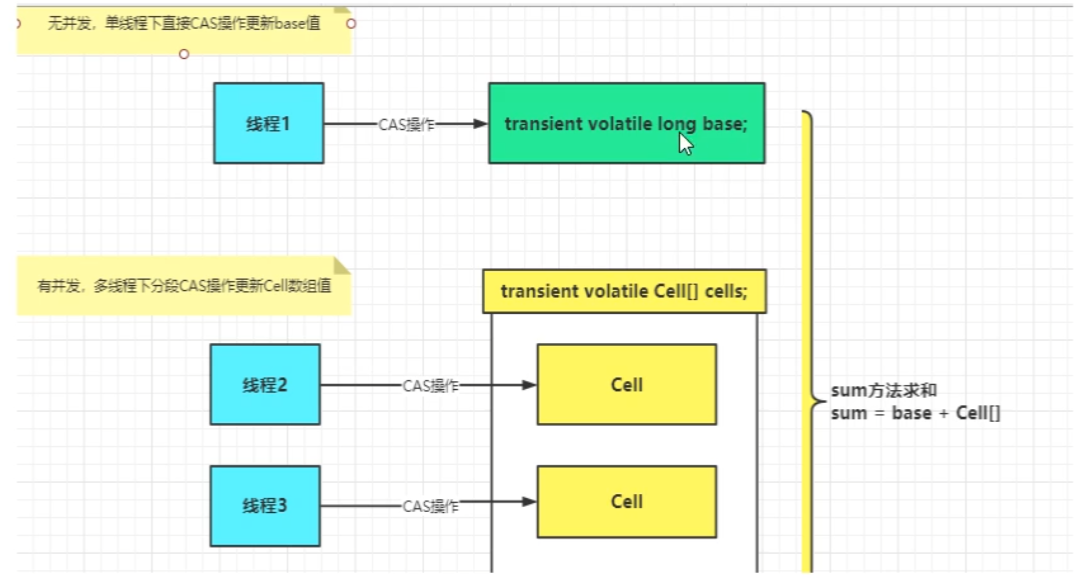 无并发，单线程下直接CAS操作更新base值
线程1
CAS操作
transient volatile long base;
有并发，多线程下分段CAS操作更新Cell数组值
transient volatile Cell[] cells;
线程2
CAS操作
Cell
sum方法求和
sum = base + Cell[]
线程3
CAS操作
Cell